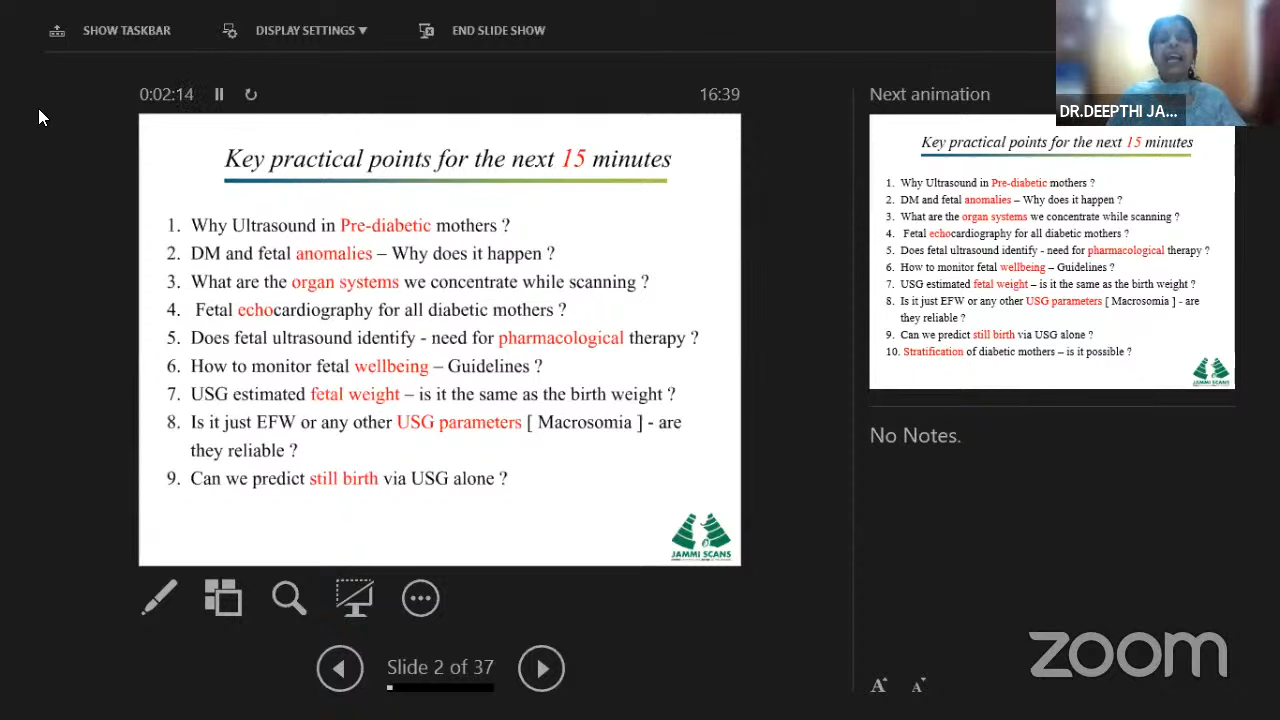 SHOW TASKBAR
DISPLAY SETTINGS ▼
END SLIDE SHOW
DR.DEEPTHI JA...
0:02:14
16:39
Key practical points for the next 15 minutes
1. Why Ultrasound in Pre-diabetic mothers ?
2. DM and fetal anomalies – Why does it happen ?
3. What are the organ systems we concentrate while scanning ?
4. Fetal echocardiography for all diabetic mothers ?
5. Does fetal ultrasound identify - need for pharmacological therapy ?
6. How to monitor fetal wellbeing – Guidelines ?
7. USG estimated fetal weight – is it the same as the birth weight ?
8. Is it just EFW or any other USG parameters [ Macrosomia ] - are
they reliable ?
9. Can we predict still birth via USG alone ?
JAMMI SCANS
Slide 2 of 37
Next animation
Key practical points for the next 15 minutes
1. Why Ultrasound in Pre-diabetic mothers ?
2. DM and fetal anomalies – Why does it happen ?
3. What are the organ systems we concentrate while scanning ?
4. Fetal echocardiography for all diabetic mothers ?
5. Does fetal ultrasound identify - need for pharmacological therapy ?
6. How to monitor fetal wellbeing – Guidelines ?
7. USG estimated fetal weight – is it the same as the birth weight ?
8. Is it just EFW or any other USG parameters [ Macrosomia ] - are
they reliable ?
9. Can we predict still birth via USG alone ?
10. Stratification of diabetic mothers – is it possible ?
JAMMI SCANS
No Notes.
A A
zoom